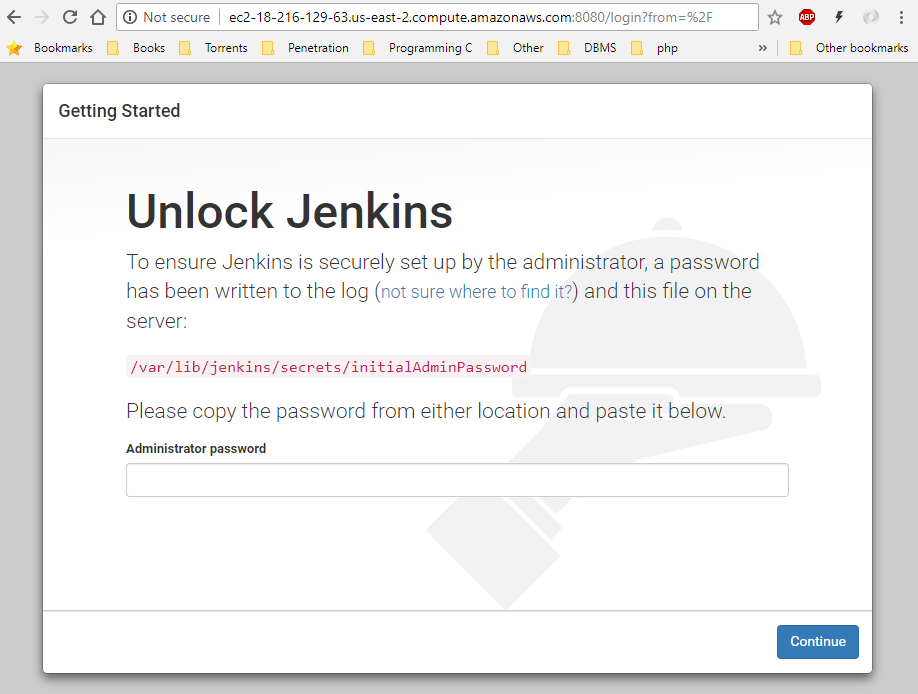 Not secure ec2-18-216-129-63.us-east-2.compute.amazonaws.com:8080/login?from=%2F ABP
Bookmarks Books Torrents Penetration Programming C Other DBMS php » Other bookmarks
Getting Started
Unlock Jenkins
To ensure Jenkins is securely set up by the administrator, a password
has been written to the log (not sure where to find it?) and this file on the
server:
/var/lib/jenkins/secrets/initialAdminPassword
Please copy the password from either location and paste it below.
Administrator password
Continue